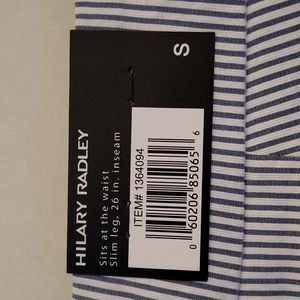 HILARY RADLEY
Sits at the waist
Slim leg, 26 in. inseam
ITEM# 1364094
0 60206 85065 6
S